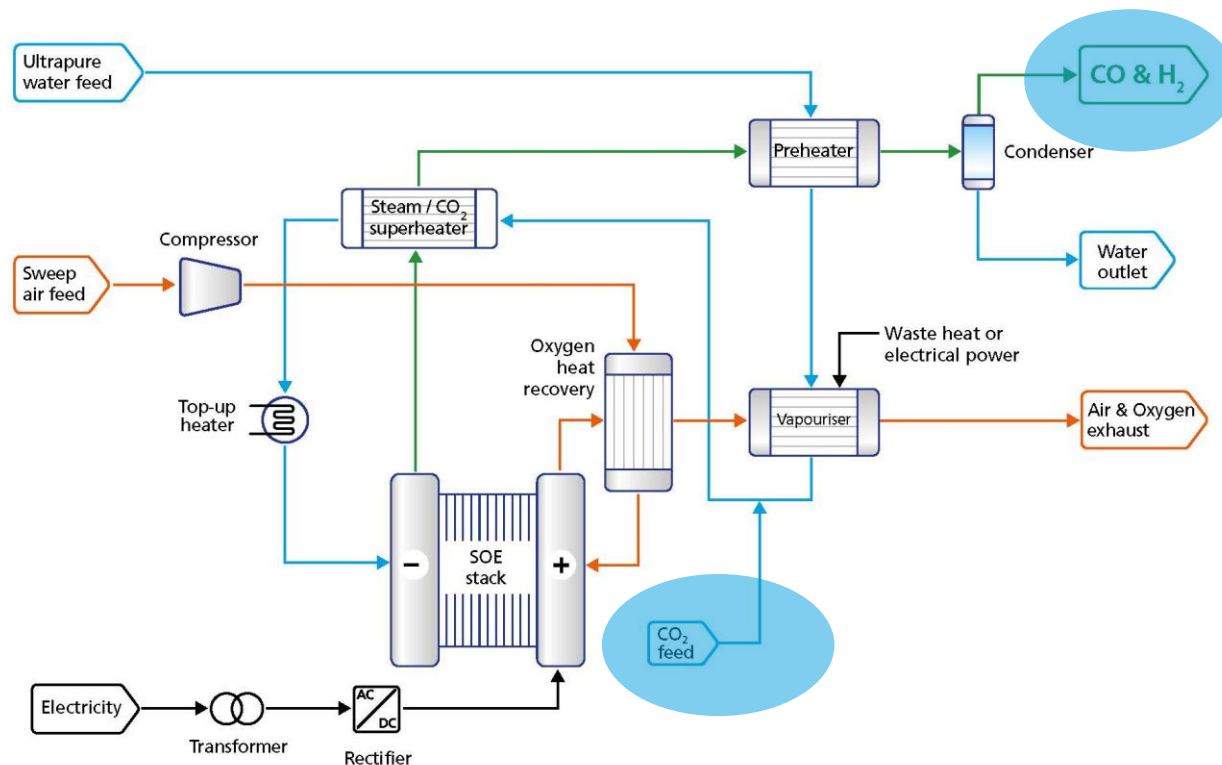 Ultrapure
water feed
CO & H₂
Preheater
Condenser
Steam / CO₂
superheater
Compressor
Water
outlet
Sweep
air feed
Waste heat or
electrical power
Oxygen
heat
recovery
Top-up
heater
Vapouriser
Air & Oxygen
exhaust
−
SOE
stack
+
CO₂
feed
Electricity
AC
DC
Transformer
Rectifier